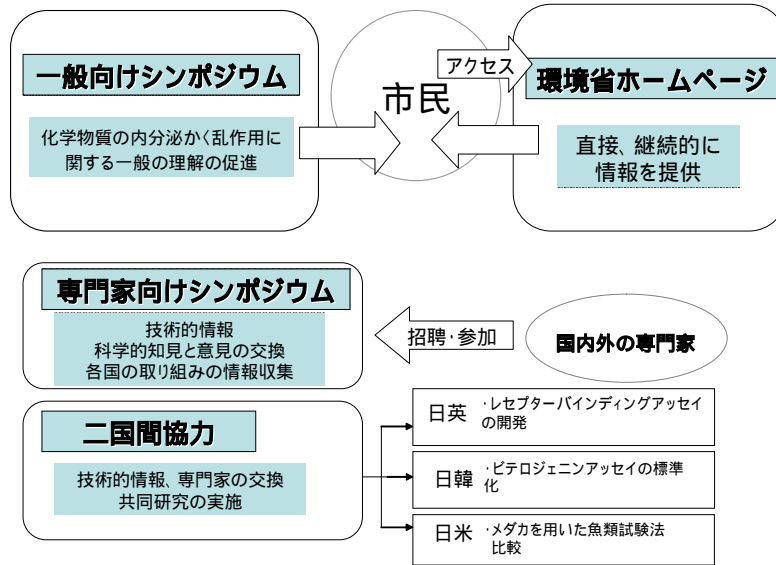 一般向けシンポジウム
化学物質の内分泌かく乱作用に
関する一般の理解の促進
市民
アクセス
環境省ホームページ
直接、継続的に
情報を提供
専門家向けシンポジウム
技術的情報
科学的知見と意見の交換
各国の取り組みの情報収集
招聘・参加
国内外の専門家
二国間協力
技術的情報、専門家の交換
共同研究の実施
日英 ・レセプターバインディングアッセイ
の開発
日韓 ・ビテロジェニンアッセイの標準
化
日米 ・メダカを用いた魚類試験法
比較